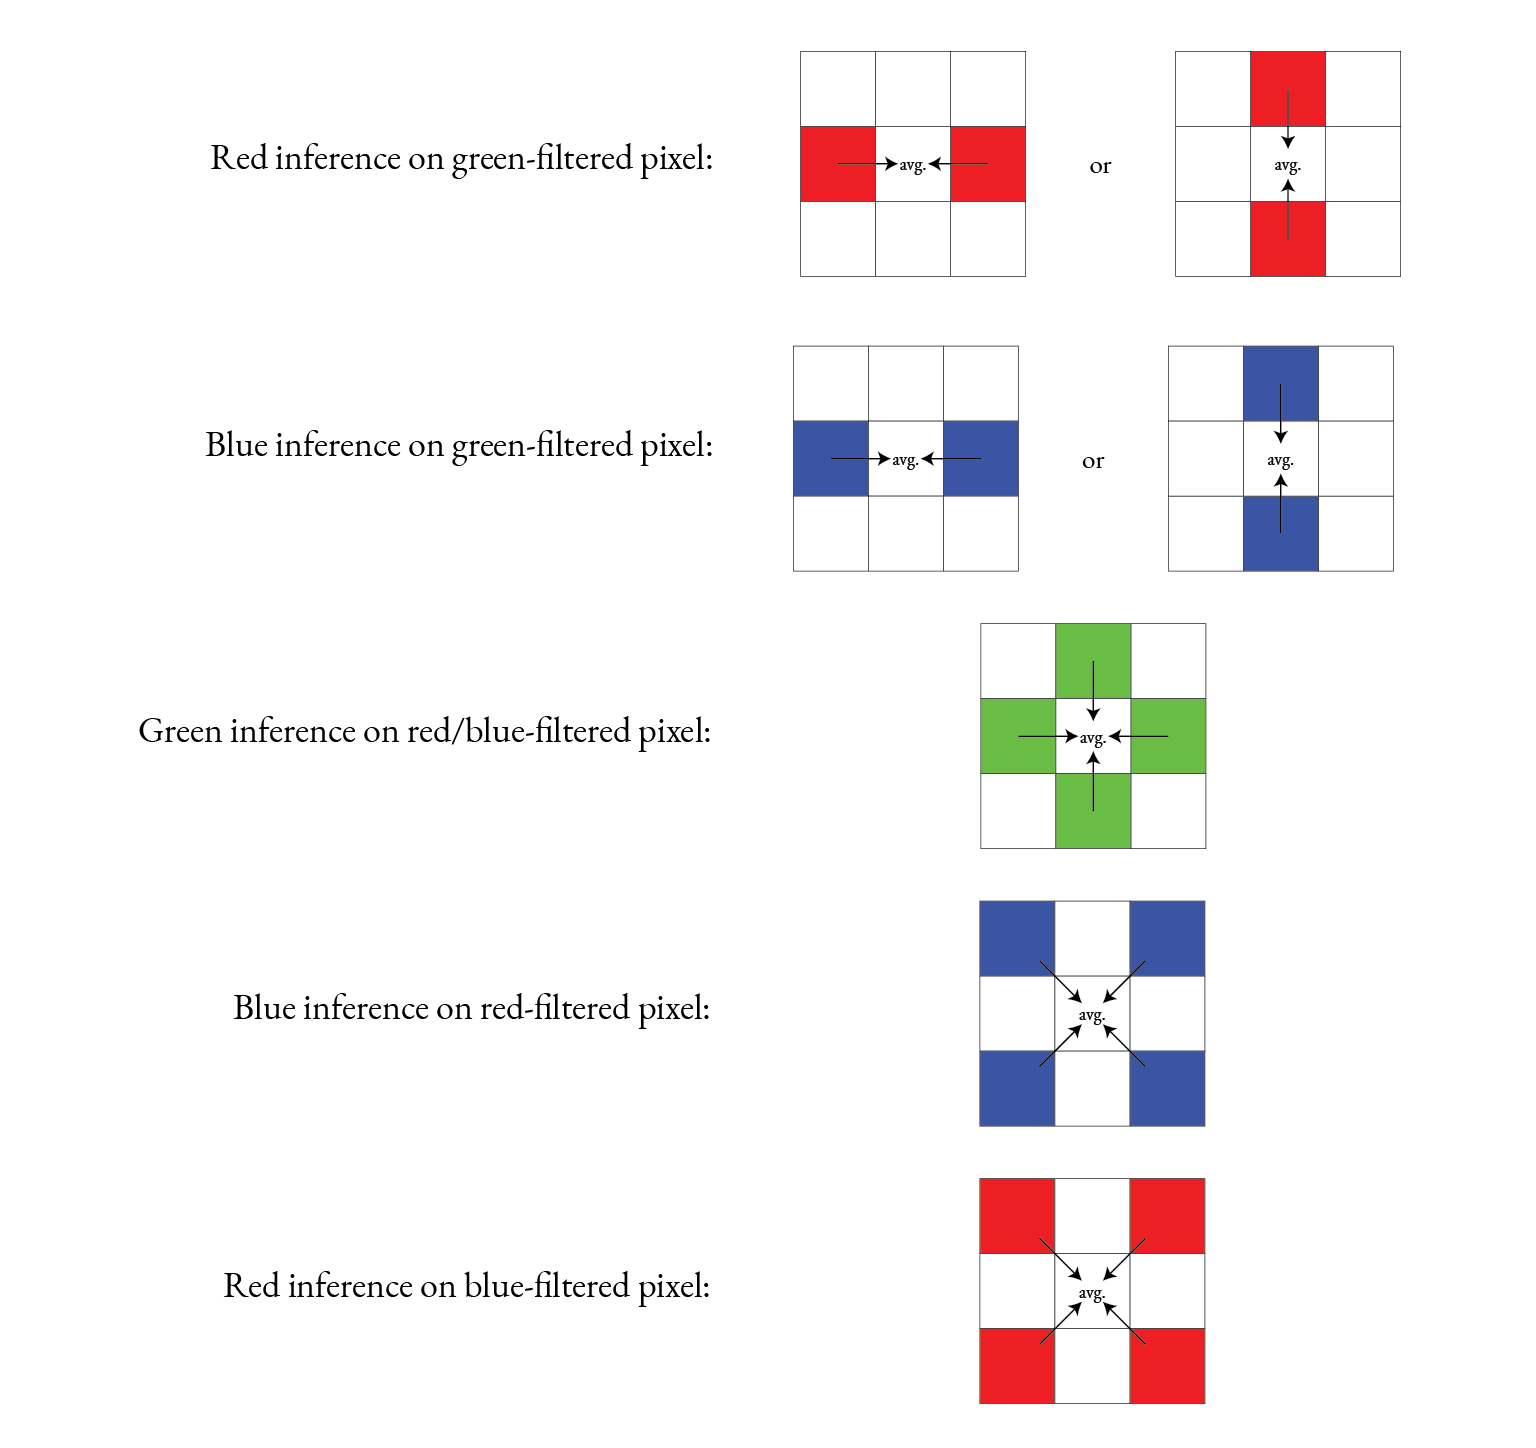 Red inference on green-filtered pixel:
avg.
or
avg.
Blue inference on green-filtered pixel:
avg.
or
avg.
Green inference on red/blue-filtered pixel:
avg.
Blue inference on red-filtered pixel:
avg.
Red inference on blue-filtered pixel:
avg.